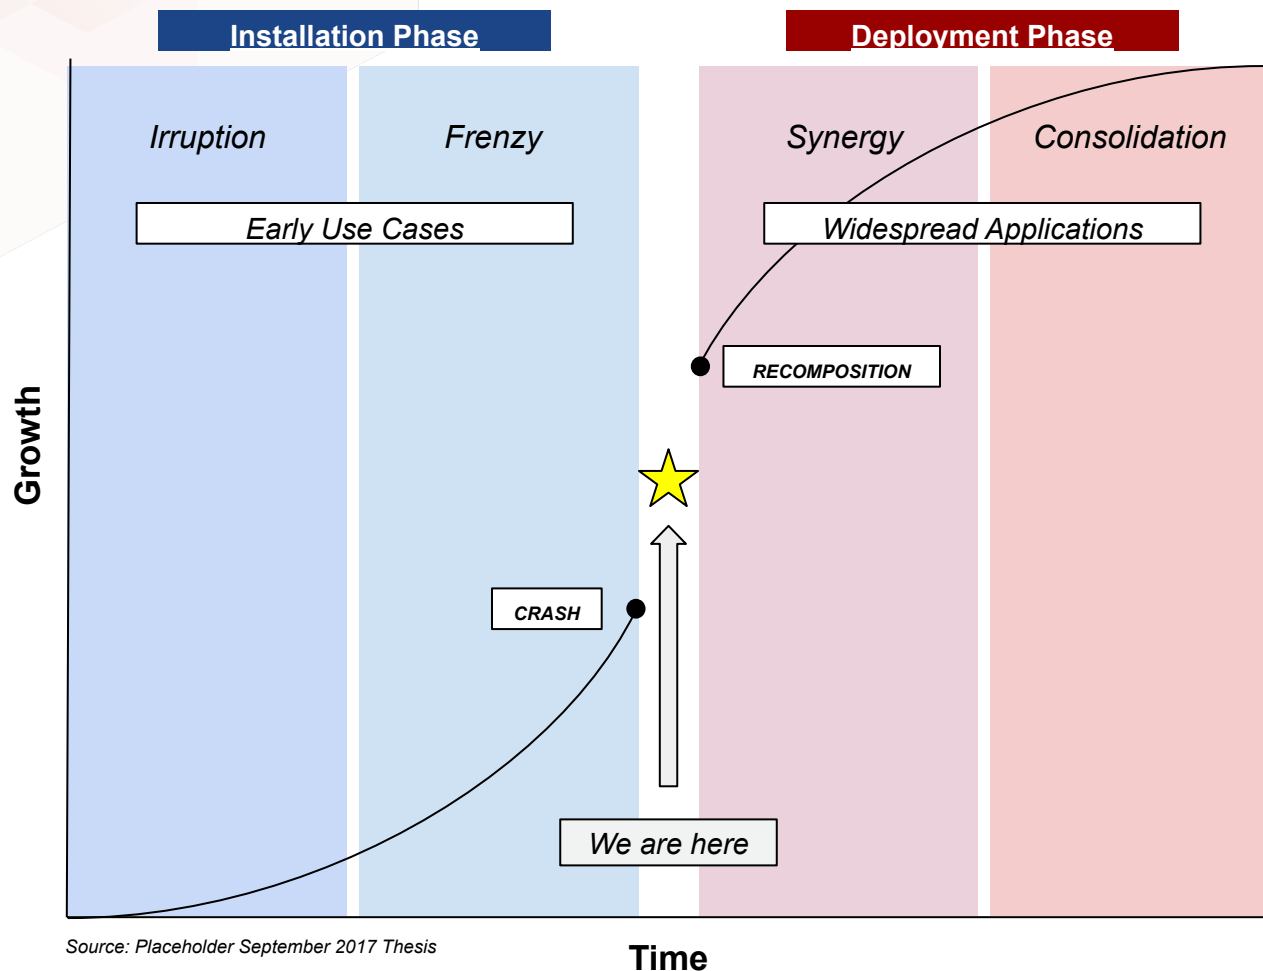 Installation Phase
Deployment Phase
Irruption
Frenzy
Synergy
Consolidation
Early Use Cases
Widespread Applications
RECOMPOSITION
Growth
CRASH
We are here
Source: Placeholder September 2017 Thesis
Time